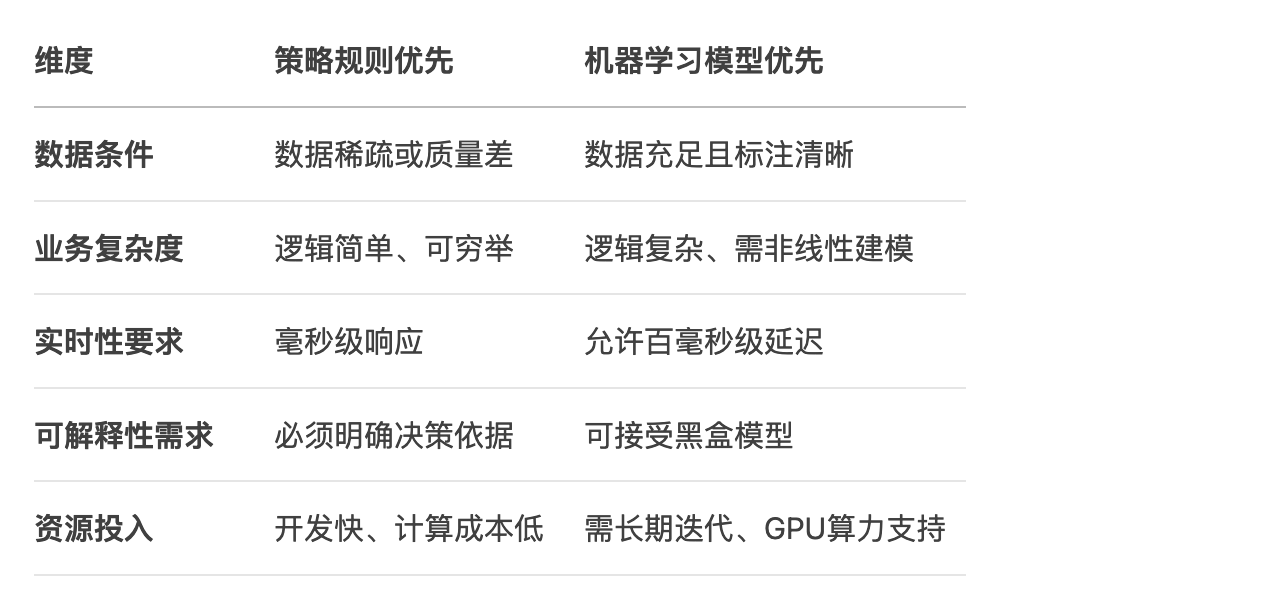 维度 策略规则优先 机器学习模型优先
数据条件 数据稀疏或质量差 数据充足且标注清晰
业务复杂度 逻辑简单、可穷举 逻辑复杂、需非线性建模
实时性要求 毫秒级响应 允许百毫秒级延迟
可解释性需求 必须明确决策依据 可接受黑盒模型
资源投入 开发快、计算成本低 需长期迭代、GPU算力支持